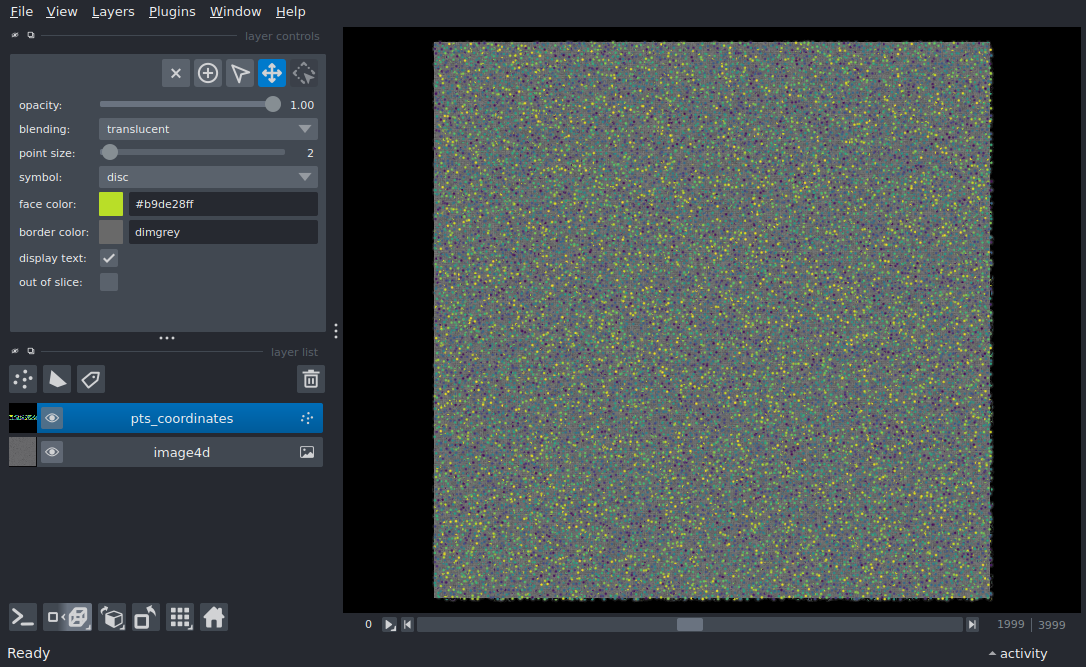 File View Layers Plugins Window Help
layer controls
opacity: 1.00
blending: translucent
point size: 2
symbol: disc
face color: #b9de28ff
border color: dimgrey
display text:
out of slice:
layer list
pts_coordinates
image4d
0 1999 3999
Ready activity